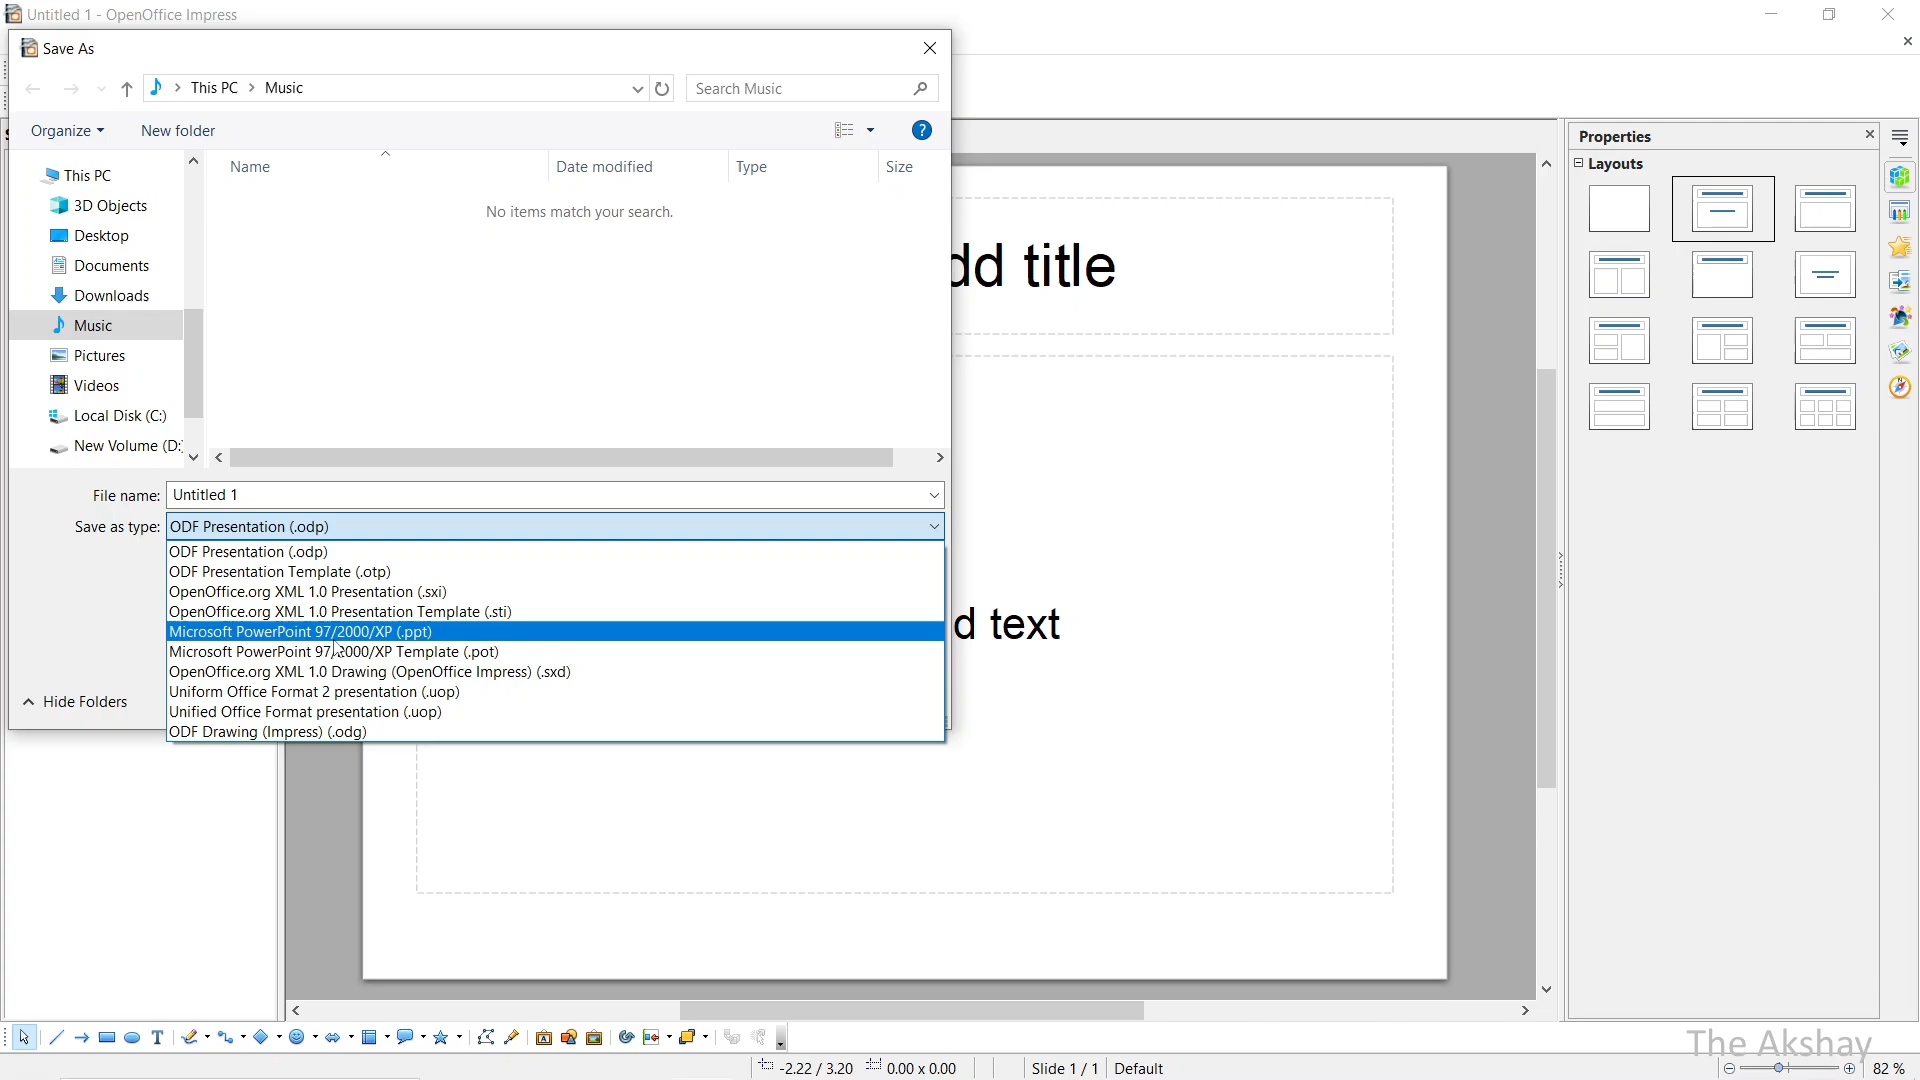 Untitled 1 - OpenOffice Impress
Save As
This PC > Music
Search Music
Organize
New folder
?
Name
Date modified
Type
Size
No items match your search.
This PC
3D Objects
Desktop
Documents
Downloads
Music
Pictures
Videos
Local Disk (C:)
New Volume (D:
File name:
Untitled 1
Save as type:
ODF Presentation (.odp)
ODF Presentation (.odp)
ODF Presentation Template (.otp)
OpenOffice.org XML 1.0 Presentation (.sxi)
OpenOffice.org XML 1.0 Presentation Template (.sti)
Microsoft PowerPoint 97/2000/XP (.ppt)
Microsoft PowerPoint 97/2000/XP Template (.pot)
OpenOffice.org XML 1.0 Drawing (OpenOffice Impress) (.sxd)
Uniform Office Format 2 presentation (.uop)
Unified Office Format presentation (.uop)
ODF Drawing (Impress) (.odg)
Hide Folders
dd title
d text
Properties
Layouts
The Akshay
-2.22 / 3.20
0.00 x 0.00
Slide 1 / 1
Default
82 %